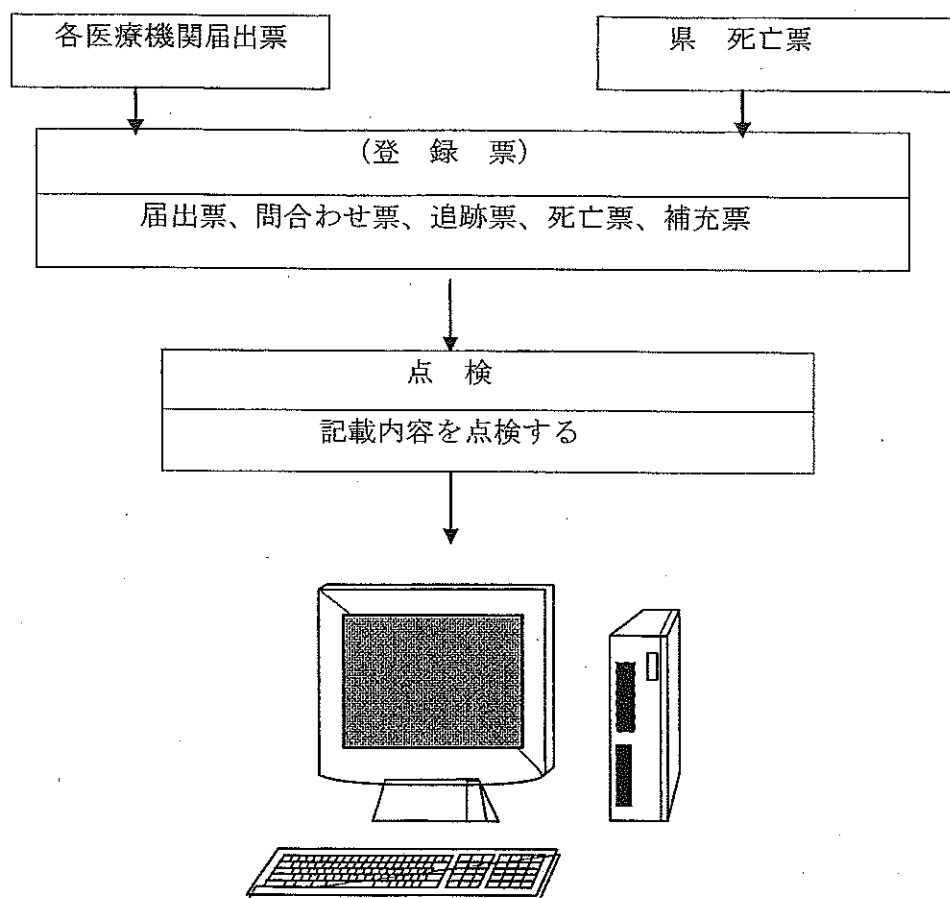 各医療機関届出票
県 死亡票
(登 録 票)
届出票、問合わせ票、追跡票、死亡票、補充票
点 検
記載内容を点検する